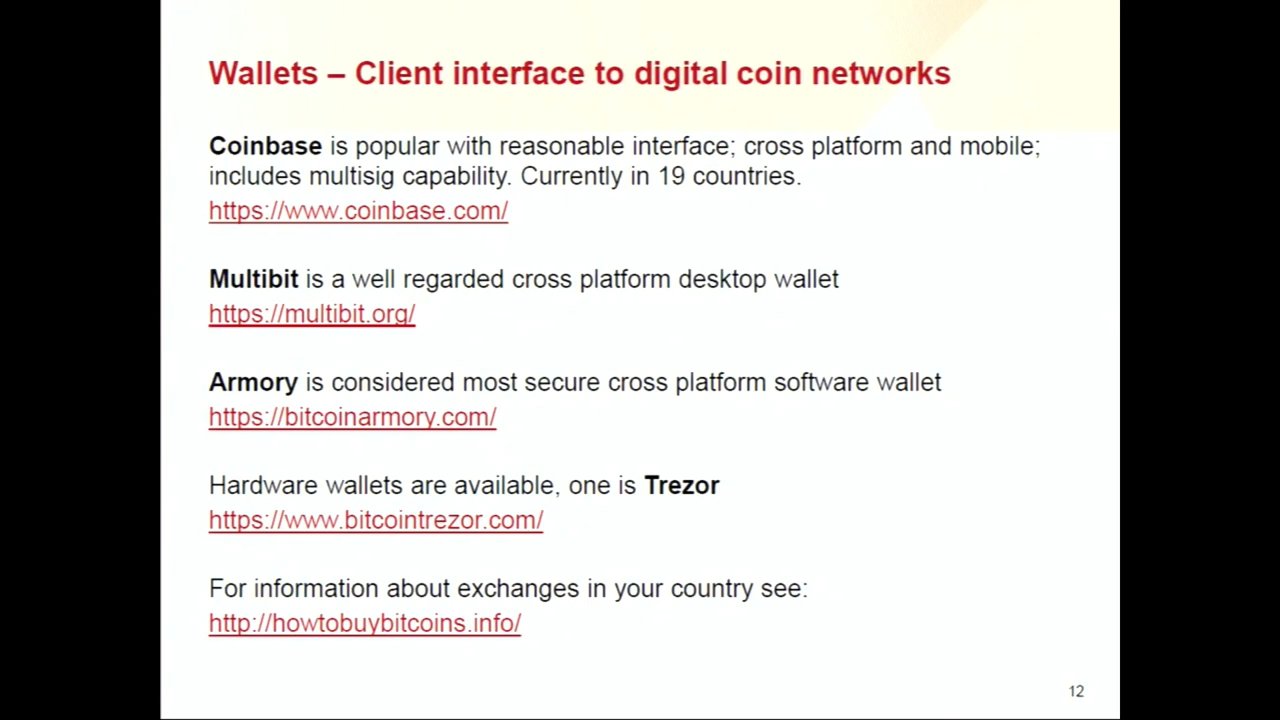 Wallets – Client interface to digital coin networks
Coinbase is popular with reasonable interface; cross platform and mobile;
includes multisig capability. Currently in 19 countries.
https://www.coinbase.com/
Multibit is a well regarded cross platform desktop wallet
https://multibit.org/
Armory is considered most secure cross platform software wallet
https://bitcoinarmory.com/
Hardware wallets are available, one is Trezor
https://www.bitcointrezor.com/
For information about exchanges in your country see:
http://howtobuybitcoins.info/
12